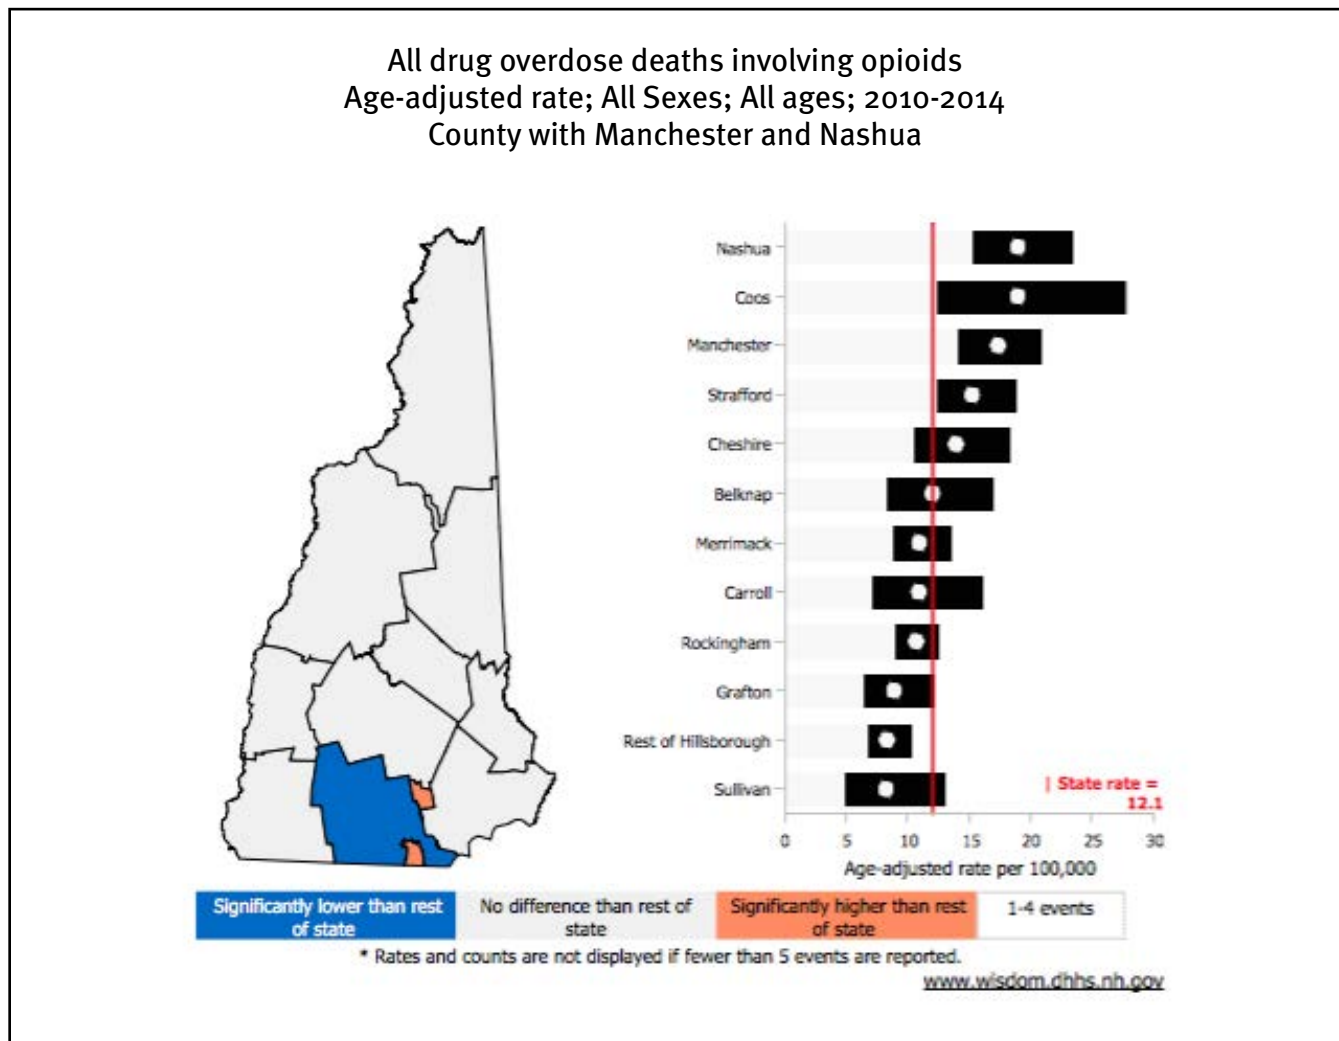 All drug overdose deaths involving opioids
Age-adjusted rate; All Sexes; All ages; 2010-2014
County with Manchester and Nashua
Nashua
Coos
Manchester
Strafford
Cheshire
Belknap
Merrimack
Carroll
Rockingham
Grafton
Rest of Hillsborough
Sullivan
| State rate =
12.1
0 5 10 15 20 25 30
Age-adjusted rate per 100,000
Significantly lower than rest
of state
No difference than rest of
state
Significantly higher than rest
of state
1-4 events
* Rates and counts are not displayed if fewer than 5 events are reported.
www.wisdom.dhhs.nh.gov